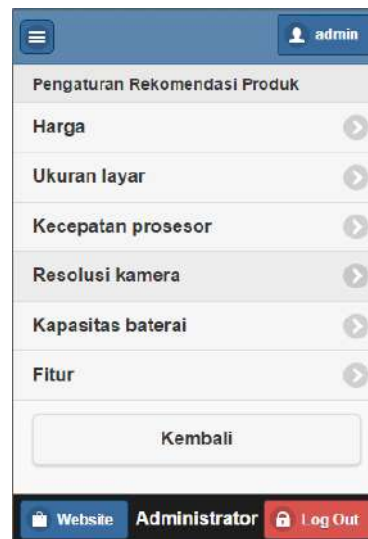 admin
Pengaturan Rekomendasi Produk
Harga
Ukuran layar
Kecepatan prosesor
Resolusi kamera
Kapasitas baterai
Fitur
Kembali
Website Administrator Log Out